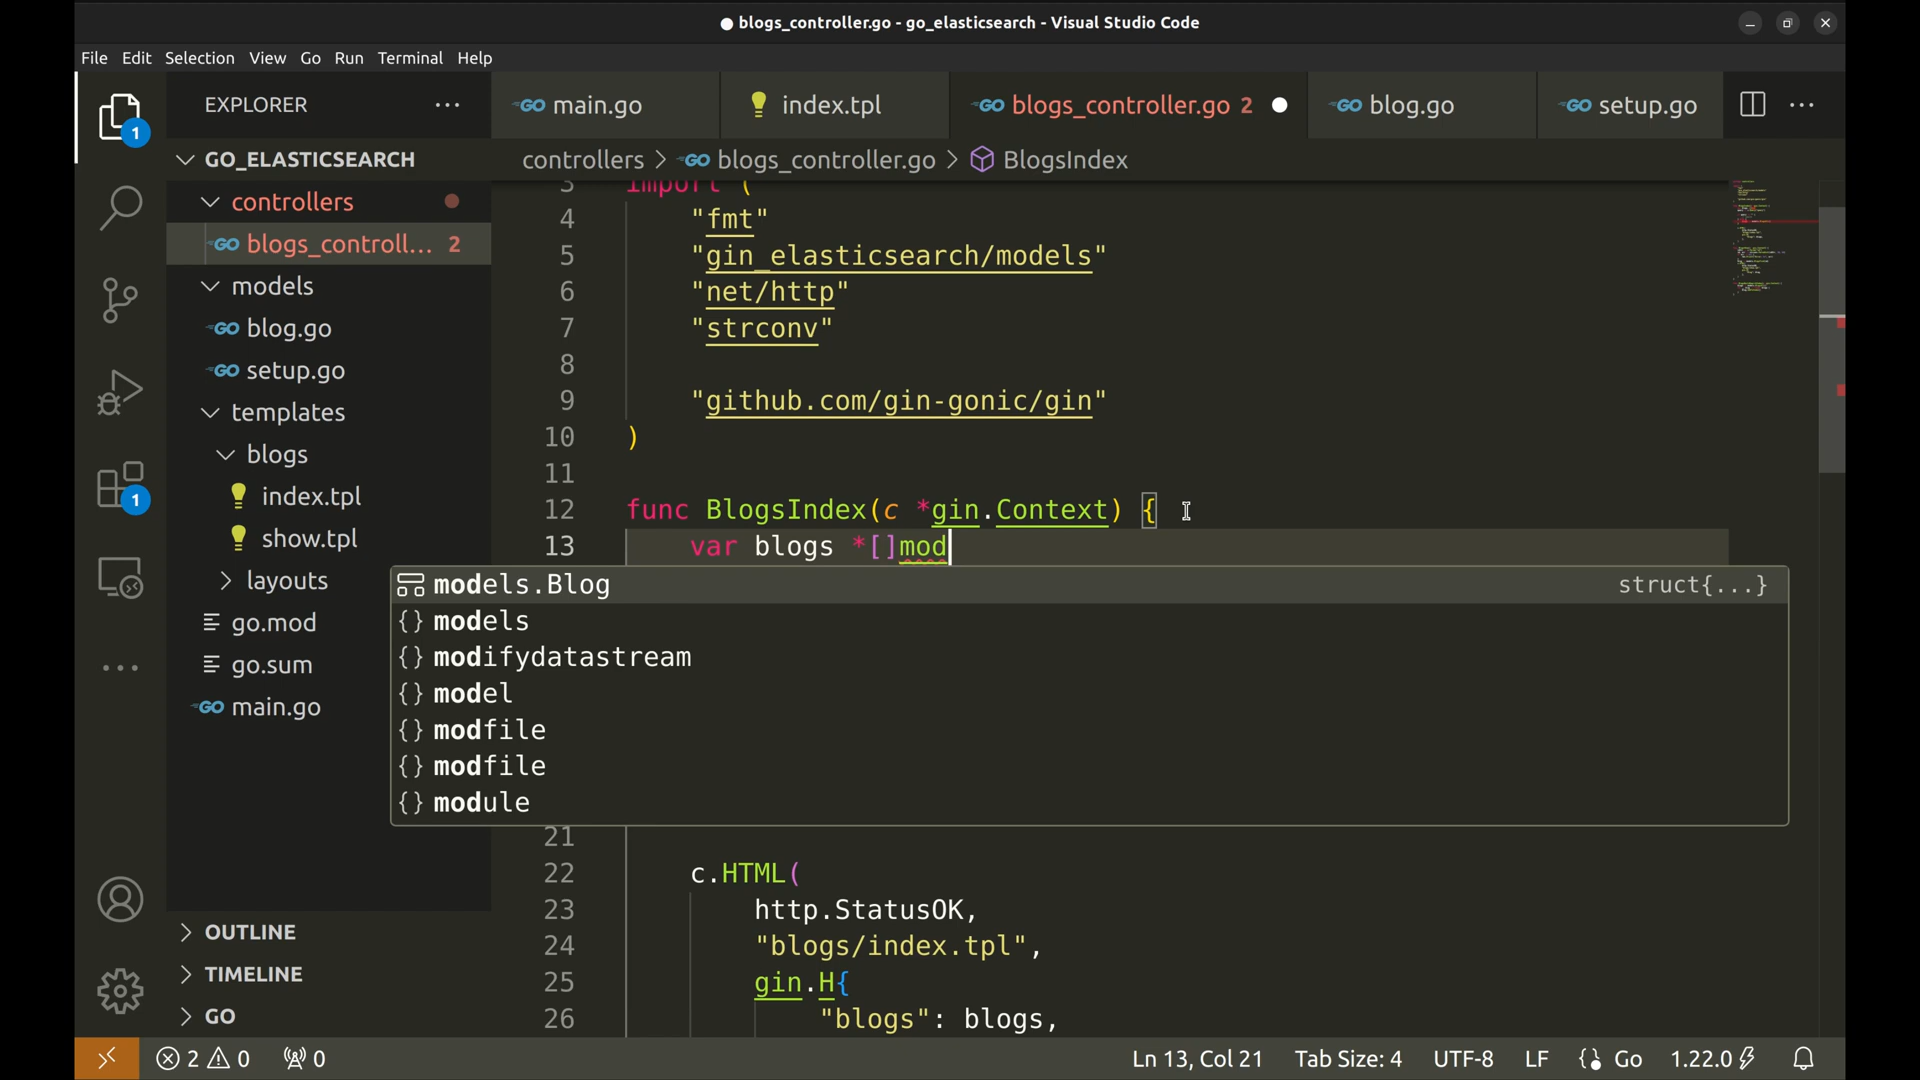 ● blogs_controller.go - go_elasticsearch - Visual Studio Code
File Edit Selection View Go Run Terminal Help
EXPLORER ···
main.go index.tpl blogs_controller.go 2 blog.go setup.go
GO_ELASTICSEARCH
controllers > blogs_controller.go > BlogsIndex
controllers
blogs_controll... 2
models
blog.go
setup.go
templates
blogs
index.tpl
show.tpl
layouts
go.mod
go.sum
main.go
OUTLINE
TIMELINE
GO
1
1
3 import (
4 "fmt"
5 "gin_elasticsearch/models"
6 "net/http"
7 "strconv"
8
9 "github.com/gin-gonic/gin"
10 )
11
12 func BlogsIndex(c *gin.Context) {
13 var blogs *[]mod
models.Blog struct{...}
{} models
{} modifydatastream
{} model
{} modfile
{} modfile
{} module
21
22 c.HTML(
23 http.StatusOK,
24 "blogs/index.tpl",
25 gin.H{
26 "blogs": blogs,
2 0 0 Ln 13, Col 21 Tab Size: 4 UTF-8 LF Go 1.22.0